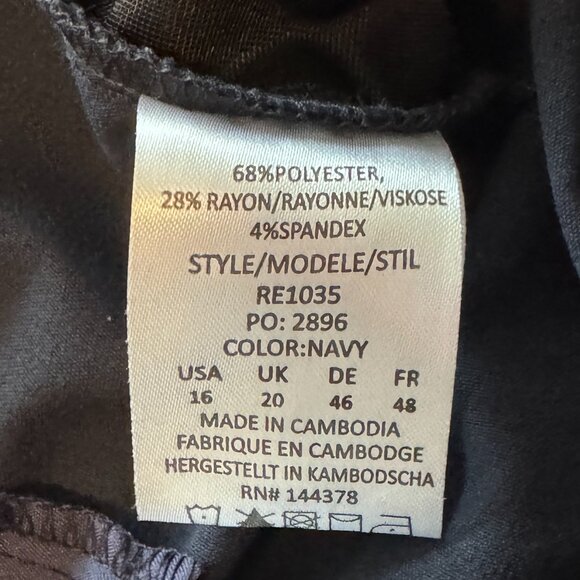 68%POLYESTER,
28% RAYON/RAYONNE/VISKOSE
4%SPANDEX
STYLE/MODELE/STIL
RE1035
PO: 2896
COLOR:NAVY
USA UK DE FR
16 20 46 48
MADE IN CAMBODIA
FABRIQUE EN CAMBODGE
HERGESTELLT IN KAMBODSCHA
RN# 144378